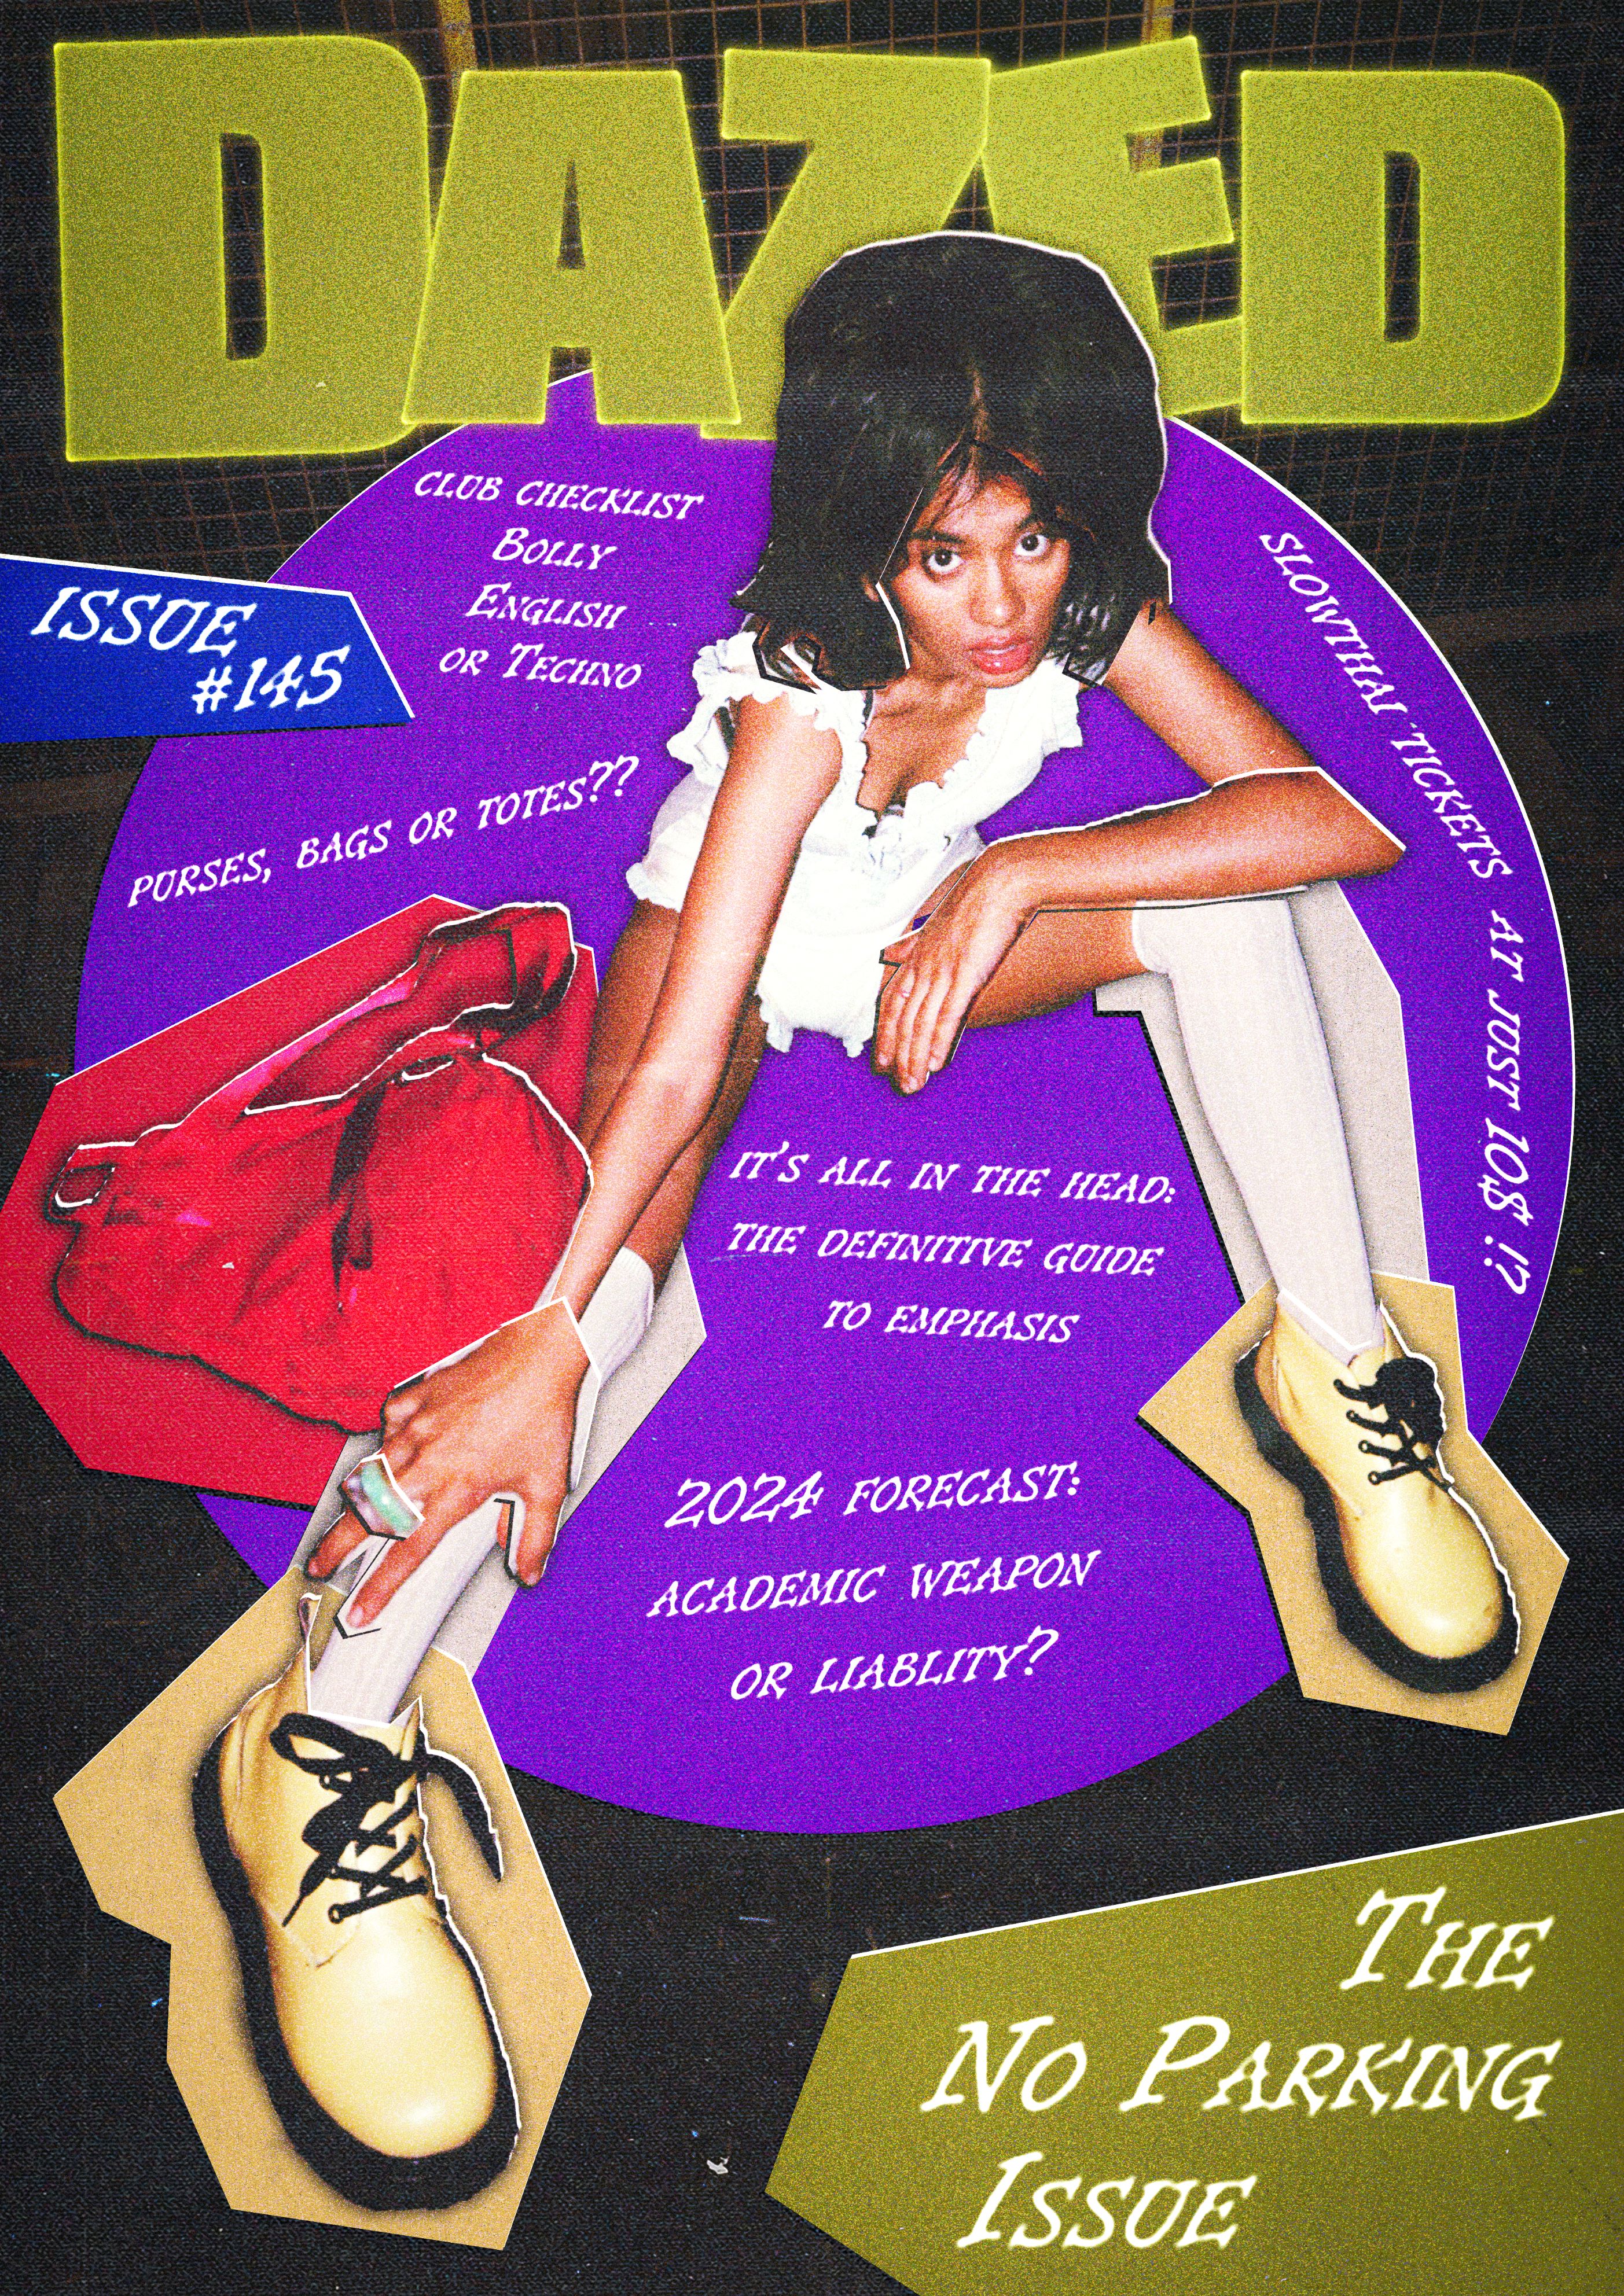 DAZED
CLUB CHECKLIST
BOLLY
ENGLISH
OR TECHNO
ISSUE
#145
PURSES, BAGS OR TOTES??
SLOWTHAI TICKETS AT JUST 10$ !?
IT'S ALL IN THE HEAD:
THE DEFINITIVE GUIDE
TO EMPHASIS
2024 FORECAST:
ACADEMIC WEAPON
OR LIABLITY?
THE
NO PARKING
ISSUE